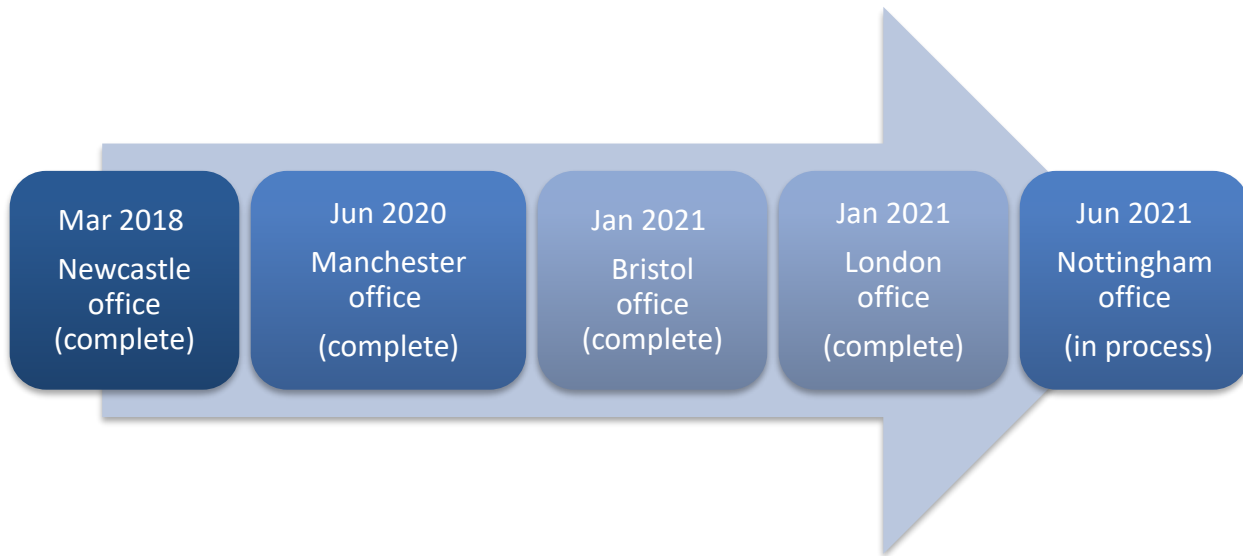 Mar 2018
Newcastle
office
(complete)
Jun 2020
Manchester
office
(complete)
Jan 2021
Bristol
office
(complete)
Jan 2021
London
office
(complete)
Jun 2021
Nottingham
office
(in process)